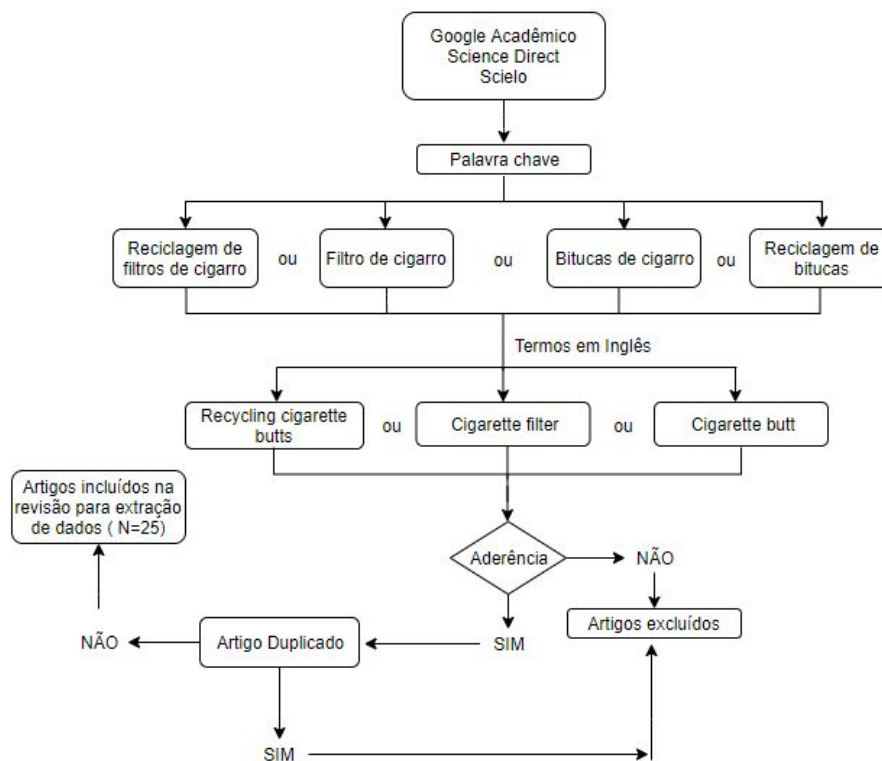 Google Acadêmico
Science Direct
Scielo
Palavra chave
Reciclagem de
filtros de cigarro
ou
Filtro de cigarro
ou
Bitucas de cigarro
ou
Reciclagem de
bitucas
Termos em Inglês
Recycling cigarette
butts
ou
Cigarette filter
ou
Cigarette butt
Artigos incluídos na
revisão para extração
de dados ( N=25)
Aderência
NÃO
Artigos excluídos
SIM
Artigo Duplicado
NÃO
SIM